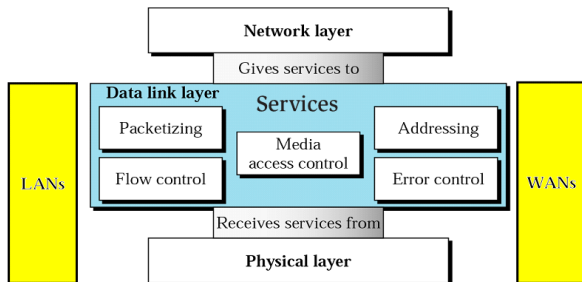 Network layer
Gives services to
Data link layer
Services
Packetizing
Addressing
Media
access control
Flow control
Error control
LANs
WANs
Receives services from
Physical layer